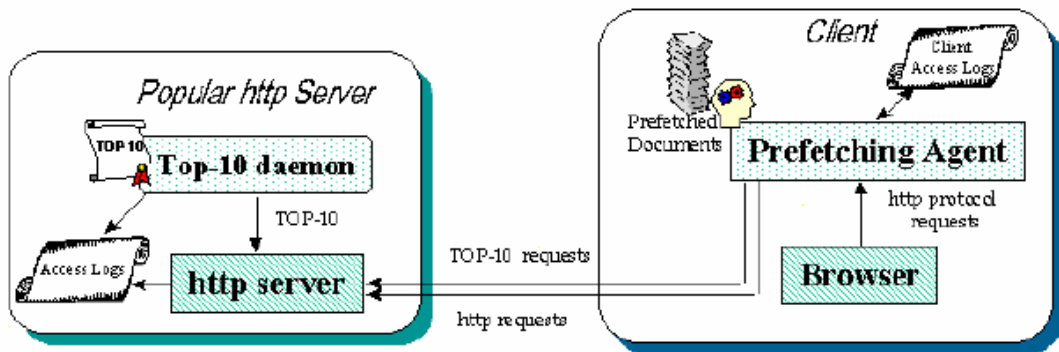 Popular http Server
TOP 10
Top-10 daemon
TOP-10
Access Logs
http server
TOP-10 requests
http requests
Client
Client
Access Logs
Prefetched
Documents
Prefetching Agent
http protocol
requests
Browser